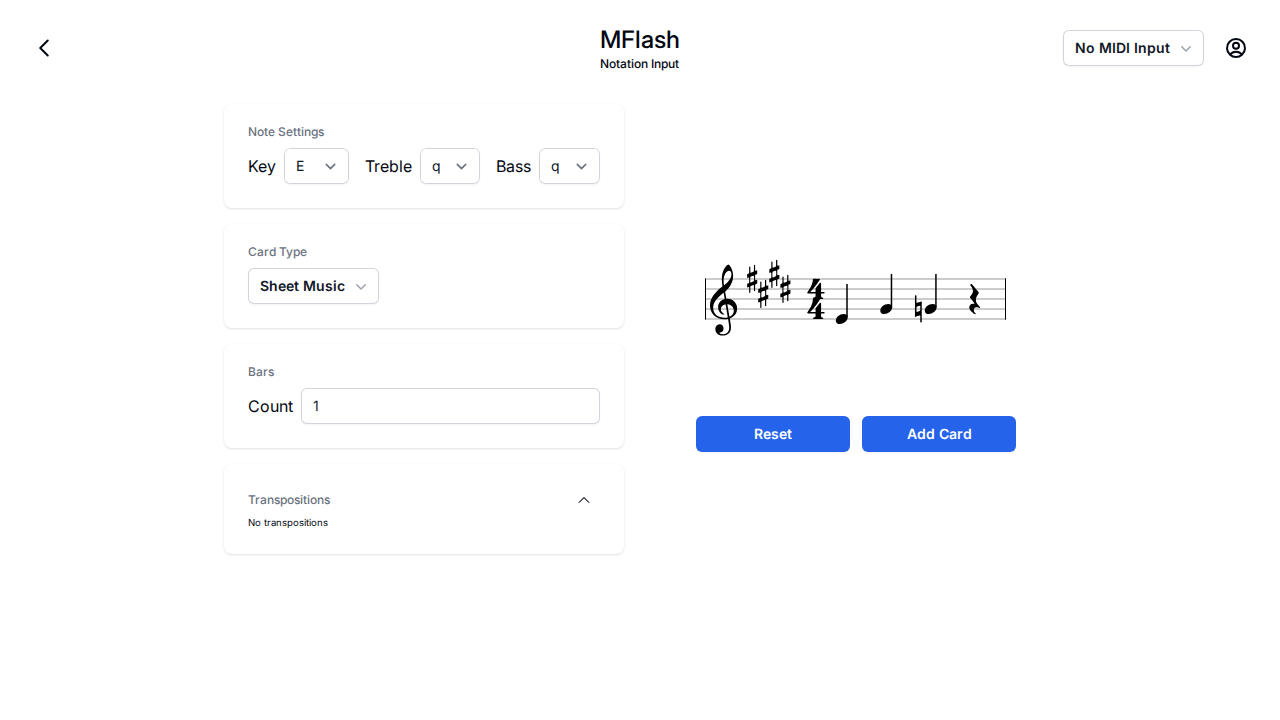 MFlash
Notation Input
No MIDI Input
Note Settings
Key E Treble q Bass q
Card Type
Sheet Music
Bars
Count 1
Transpositions
No transpositions
4
4
Reset Add Card